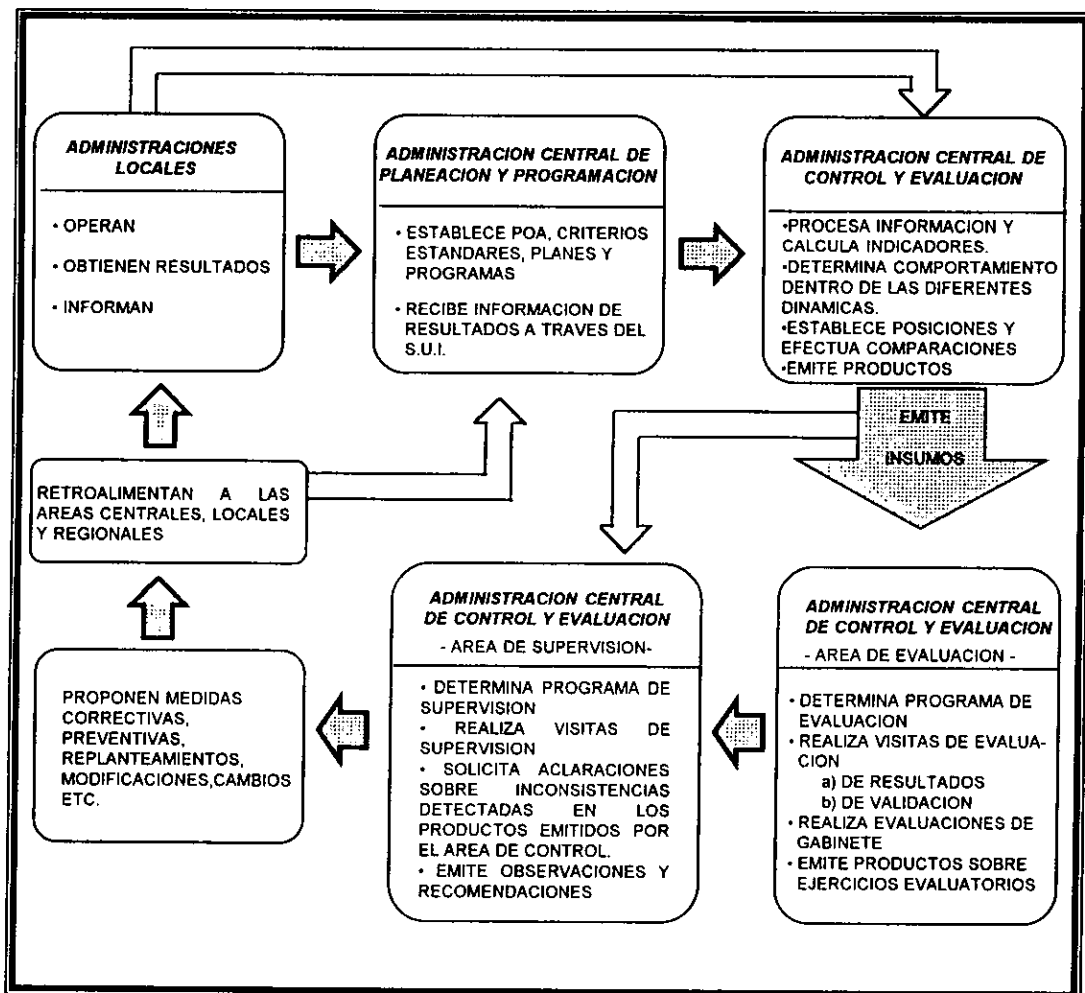 ADMINISTRACIONES
LOCALES
• OPERAN
• OBTIENEN RESULTADOS
• INFORMAN
ADMINISTRACION CENTRAL DE
PLANEACION Y PROGRAMACION
• ESTABLECE POA, CRITERIOS
ESTANDARES, PLANES Y
PROGRAMAS
• RECIBE INFORMACION DE
RESULTADOS A TRAVES DEL
S.U.I.
ADMINISTRACION CENTRAL DE
CONTROL Y EVALUACION
•PROCESA INFORMACION Y
CALCULA INDICADORES.
•DETERMINA COMPORTAMIENTO
DENTRO DE LAS DIFERENTES
DINAMICAS.
•ESTABLECE POSICIONES Y
EFECTUA COMPARACIONES
•EMITE PRODUCTOS
EMITE
INSUMOS
RETROALIMENTAN A LAS
AREAS CENTRALES, LOCALES
Y REGIONALES
PROPONEN MEDIDAS
CORRECTIVAS,
PREVENTIVAS,
REPLANTEAMIENTOS,
MODIFICACIONES,CAMBIOS
ETC.
ADMINISTRACION CENTRAL
DE CONTROL Y EVALUACION
- AREA DE SUPERVISION-
• DETERMINA PROGRAMA DE
SUPERVISION
• REALIZA VISITAS DE
SUPERVISION
• SOLICITA ACLARACIONES
SOBRE INCONSISTENCIAS
DETECTADAS EN LOS
PRODUCTOS EMITIDOS POR
EL AREA DE CONTROL.
• EMITE OBSERVACIONES Y
RECOMENDACIONES
ADMINISTRACION CENTRAL
DE CONTROL Y EVALUACION
- AREA DE EVALUACION -
• DETERMINA PROGRAMA DE
EVALUACION
• REALIZA VISITAS DE EVALUA-
CION
a) DE RESULTADOS
b) DE VALIDACION
• REALIZA EVALUACIONES DE
GABINETE
• EMITE PRODUCTOS SOBRE
EJERCICIOS EVALUATORIOS